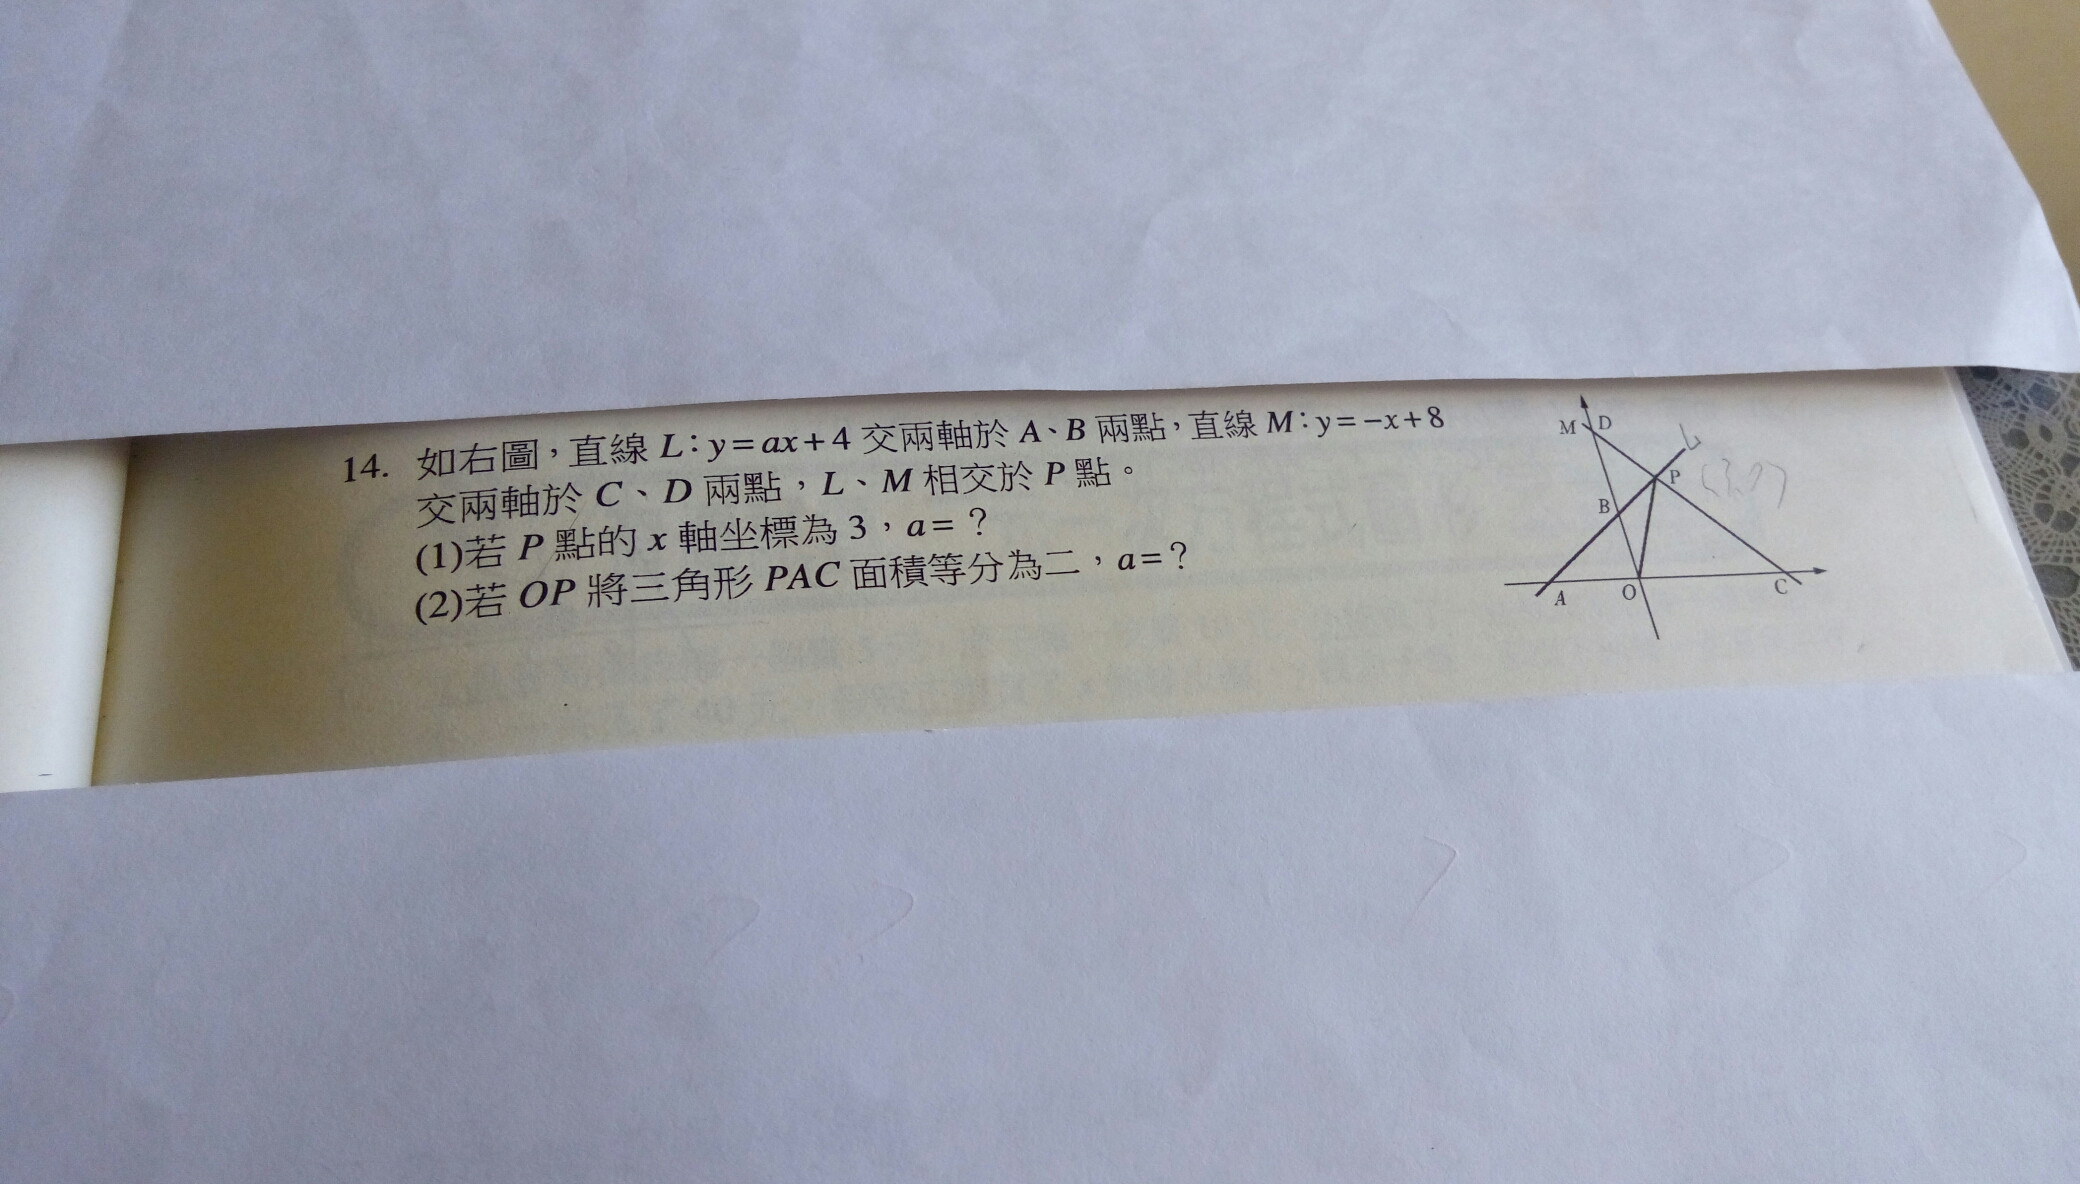 14. 如右圖，直線 L：y=ax+4 交兩軸於 A、B 兩點，直線 M：y=−x+8
交兩軸於 C、D 兩點，L、M 相交於 P 點。
(1)若 P 點的 x 軸坐標為 3，a=？
(2)若 OP 將三角形 PAC 面積等分為二，a=？
M D
L
P
B
A O C